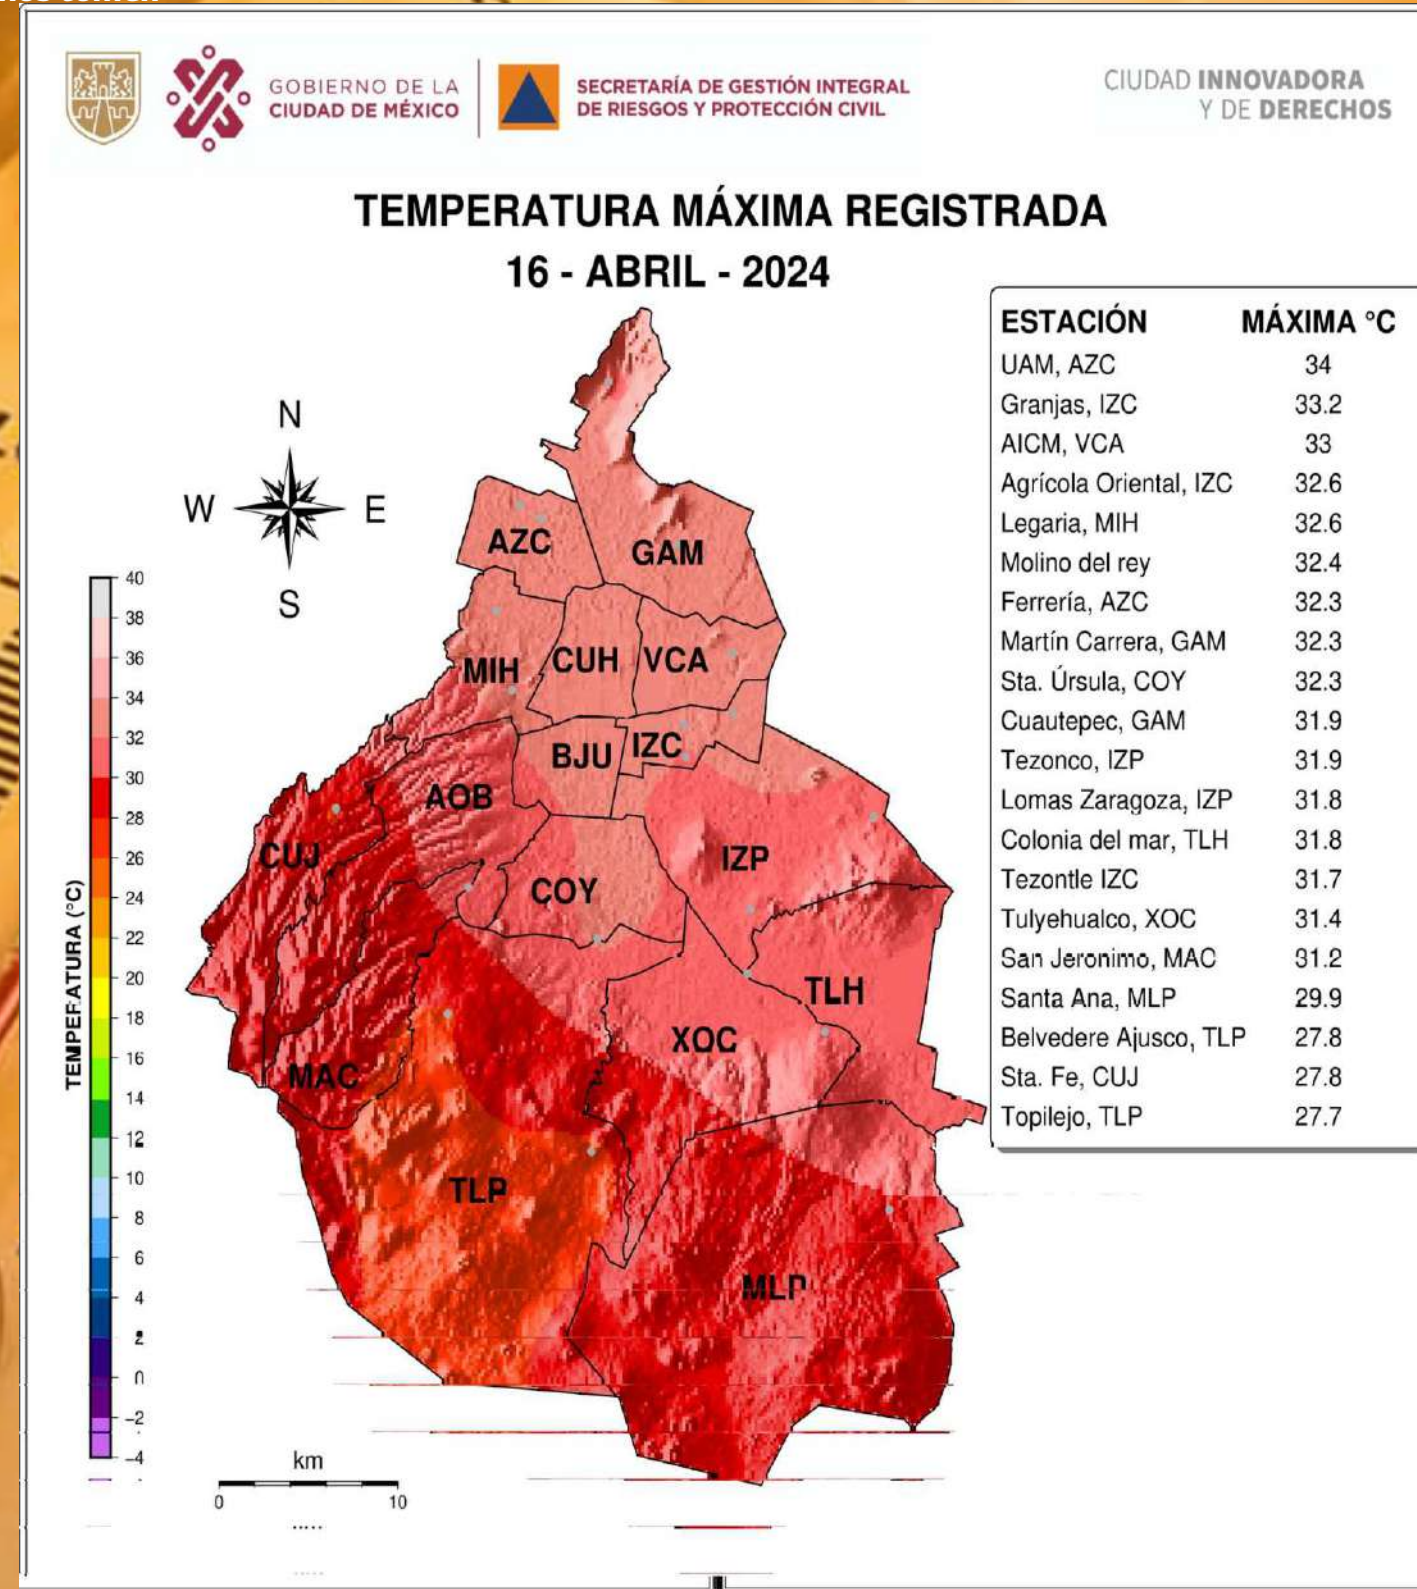 GOBIERNO DE LA
CIUDAD DE MÉXICO
SECRETARÍA DE GESTIÓN INTEGRAL
DE RIESGOS Y PROTECCIÓN CIVIL
CIUDAD INNOVADORA
Y DE DERECHOS
TEMPERATURA MÁXIMA REGISTRADA
16 - ABRIL - 2024
ESTACIÓN MÁXIMA °C
UAM, AZC 34
Granjas, IZC 33.2
AICM, VCA 33
Agrícola Oriental, IZC 32.6
Legaria, MIH 32.6
Molino del rey 32.4
Ferrería, AZC 32.3
Martín Carrera, GAM 32.3
Sta. Úrsula, COY 32.3
Cuautepec, GAM 31.9
Tezonco, IZP 31.9
Lomas Zaragoza, IZP 31.8
Colonia del mar, TLH 31.8
Tezontle IZC 31.7
Tulyehualco, XOC 31.4
San Jeronimo, MAC 31.2
Santa Ana, MLP 29.9
Belvedere Ajusco, TLP 27.8
Sta. Fe, CUJ 27.8
Topilejo, TLP 27.7
N
W E
S
AZC
GAM
MIH
CUH
VCA
BJU
IZC
AOB
CUJ
COY
IZP
TLH
XOC
MAC
TLP
MLP
TEMPERATURA (°C)
40
38
36
34
32
30
28
26
24
22
20
18
16
14
12
10
8
6
4
2
0
−2
−4
km
0 10